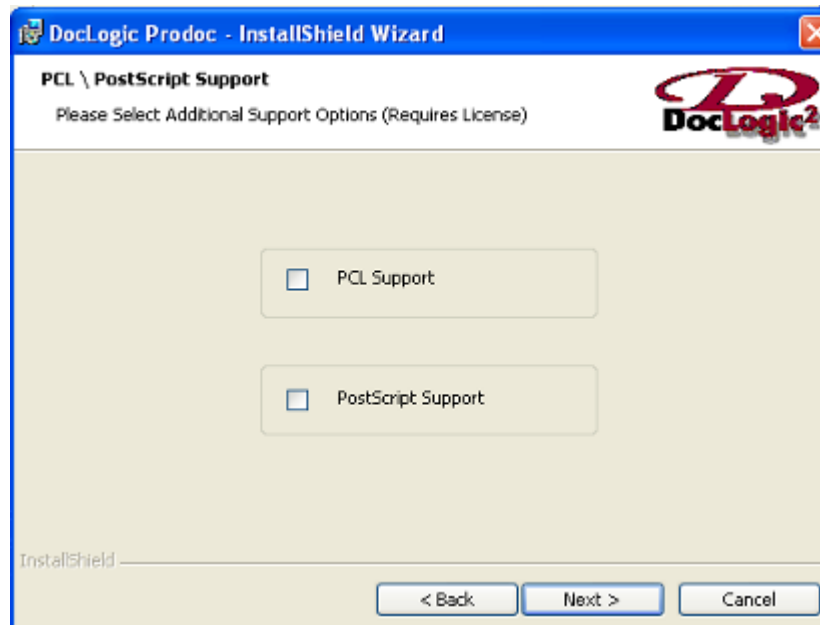 DocLogic Prodoc - InstallShield Wizard
PCL \ PostScript Support
Please Select Additional Support Options (Requires License)
DocLogic2
PCL Support
PostScript Support
InstallShield
< Back
Next >
Cancel